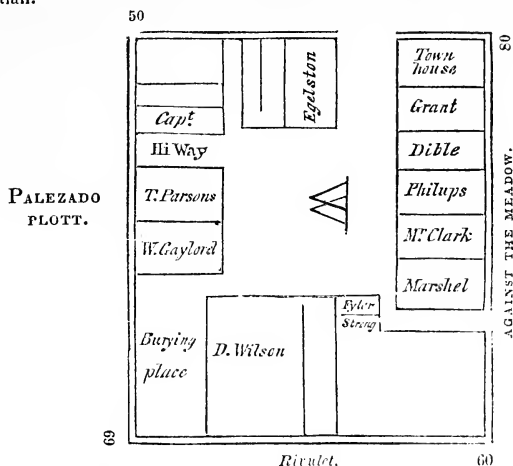 50
80
Town
house
Egelston
Grant
Capt
Hi Way
Dible
PALEZADO
PLOTT.
T. Parsons
Philups
W. Gaylord
Mr Clark
Marshel
AGAINST THE MEADOW.
Fyler
Strong
Burying
place
D. Wilson
69
Rivulet.
60